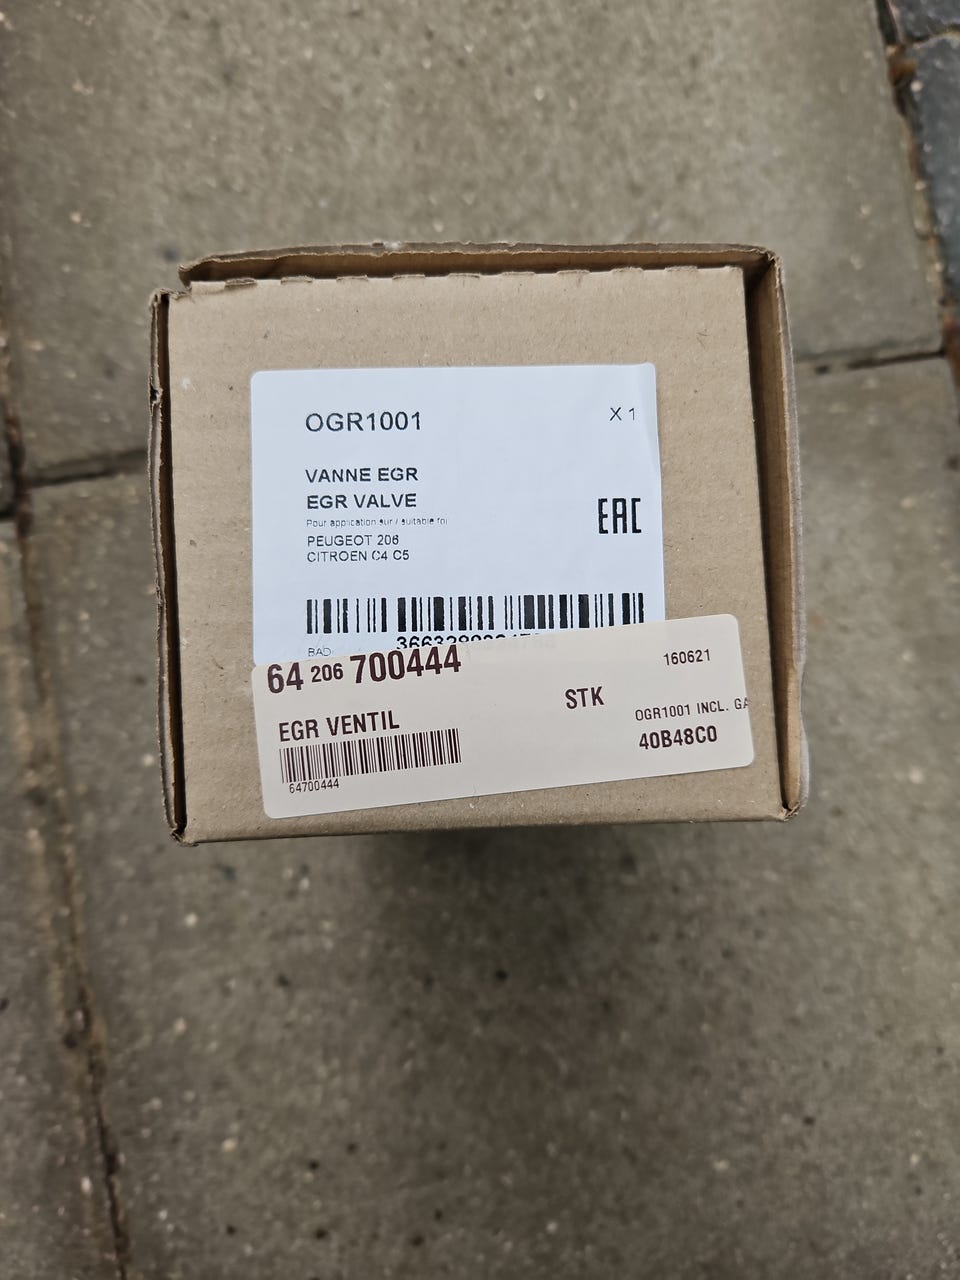 OGR1001
X 1
VANNE EGR
EGR VALVE
Pour application sur / suitable for
EAC
PEUGEOT 206
CITROEN C4 C5
BAD
64 206 700444
160621
STK
EGR VENTIL
OGR1001 INCL. GA
40B48C0
64700444